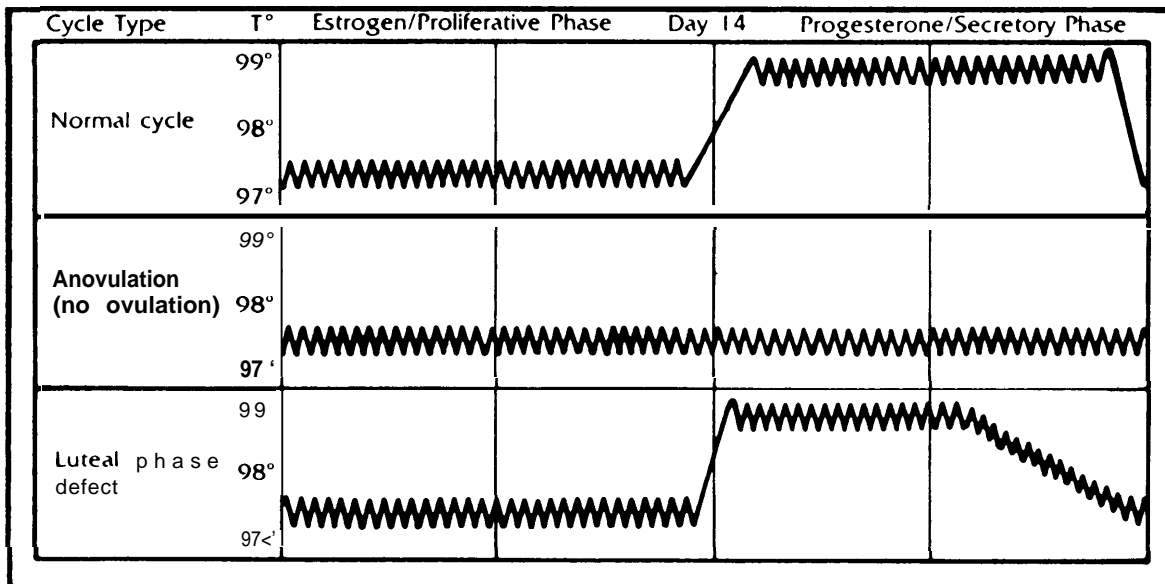 Cycle Type T° Estrogen/Proliferative Phase Day 14 Progesterone/Secretory Phase
99°
Normal cycle 98°
97°
99°
Anovulation
(no ovulation) 98°
97 '
99
Luteal phase 98°
defect
97<'